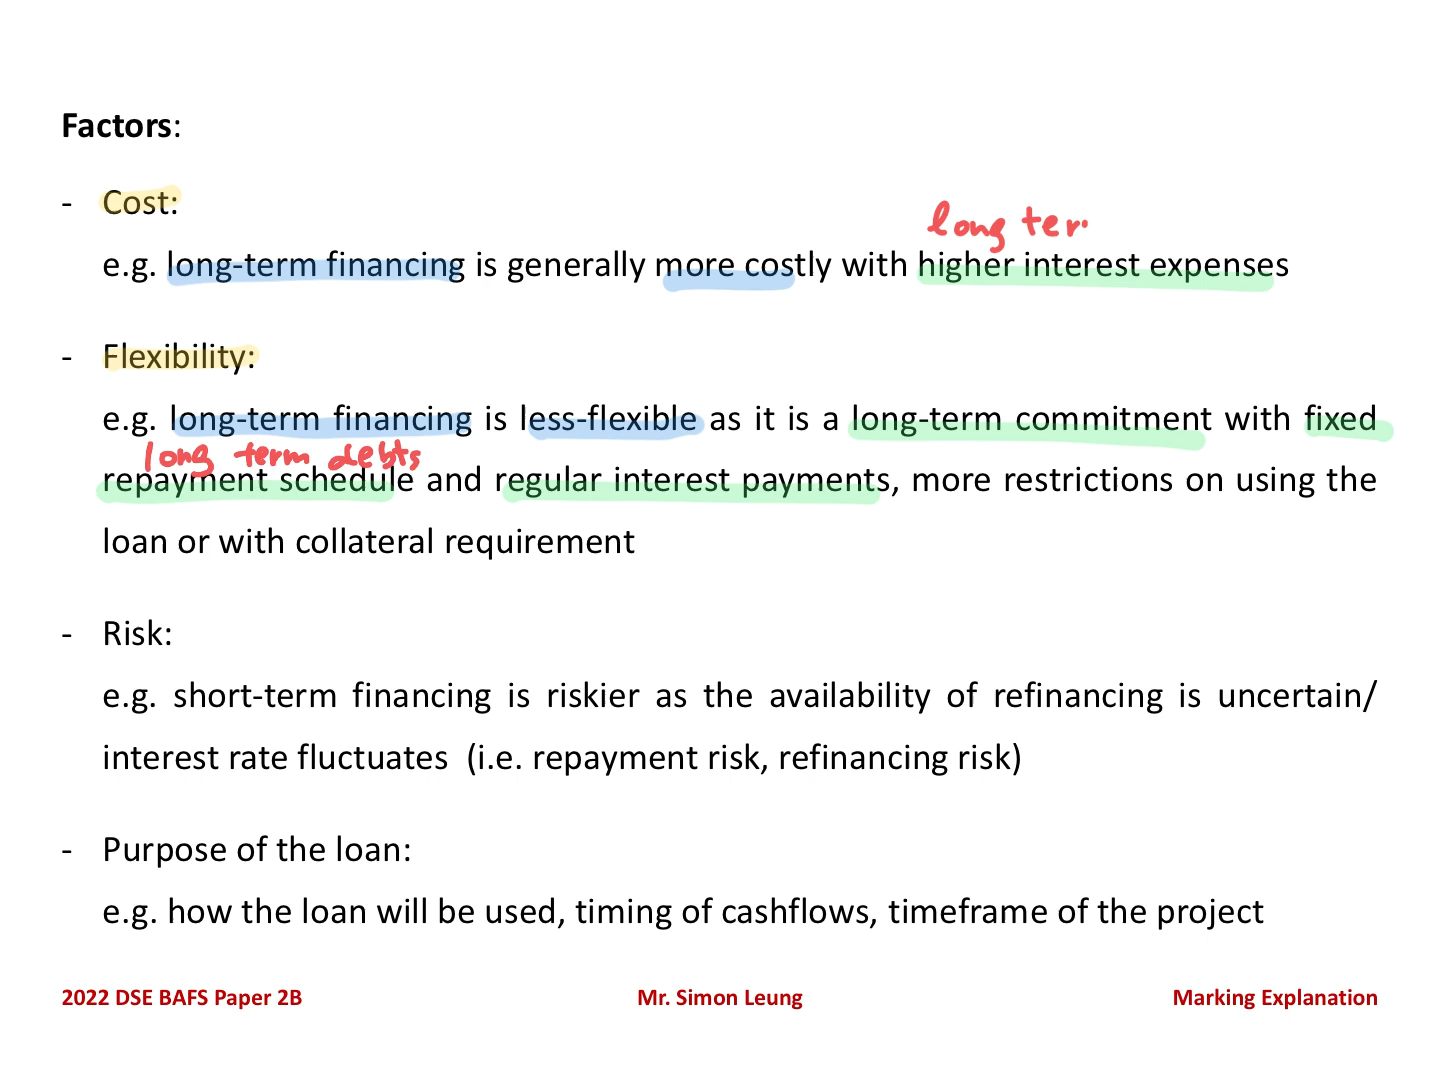 Factors:
- Cost:
long ter
e.g. long-term financing is generally more costly with higher interest expenses
- Flexibility:
e.g. long-term financing is less-flexible as it is a long-term commitment with fixed
long term debts
repayment schedule and regular interest payments, more restrictions on using the
loan or with collateral requirement
- Risk:
e.g. short-term financing is riskier as the availability of refinancing is uncertain/
interest rate fluctuates (i.e. repayment risk, refinancing risk)
- Purpose of the loan:
e.g. how the loan will be used, timing of cashflows, timeframe of the project
2022 DSE BAFS Paper 2B Mr. Simon Leung Marking Explanation